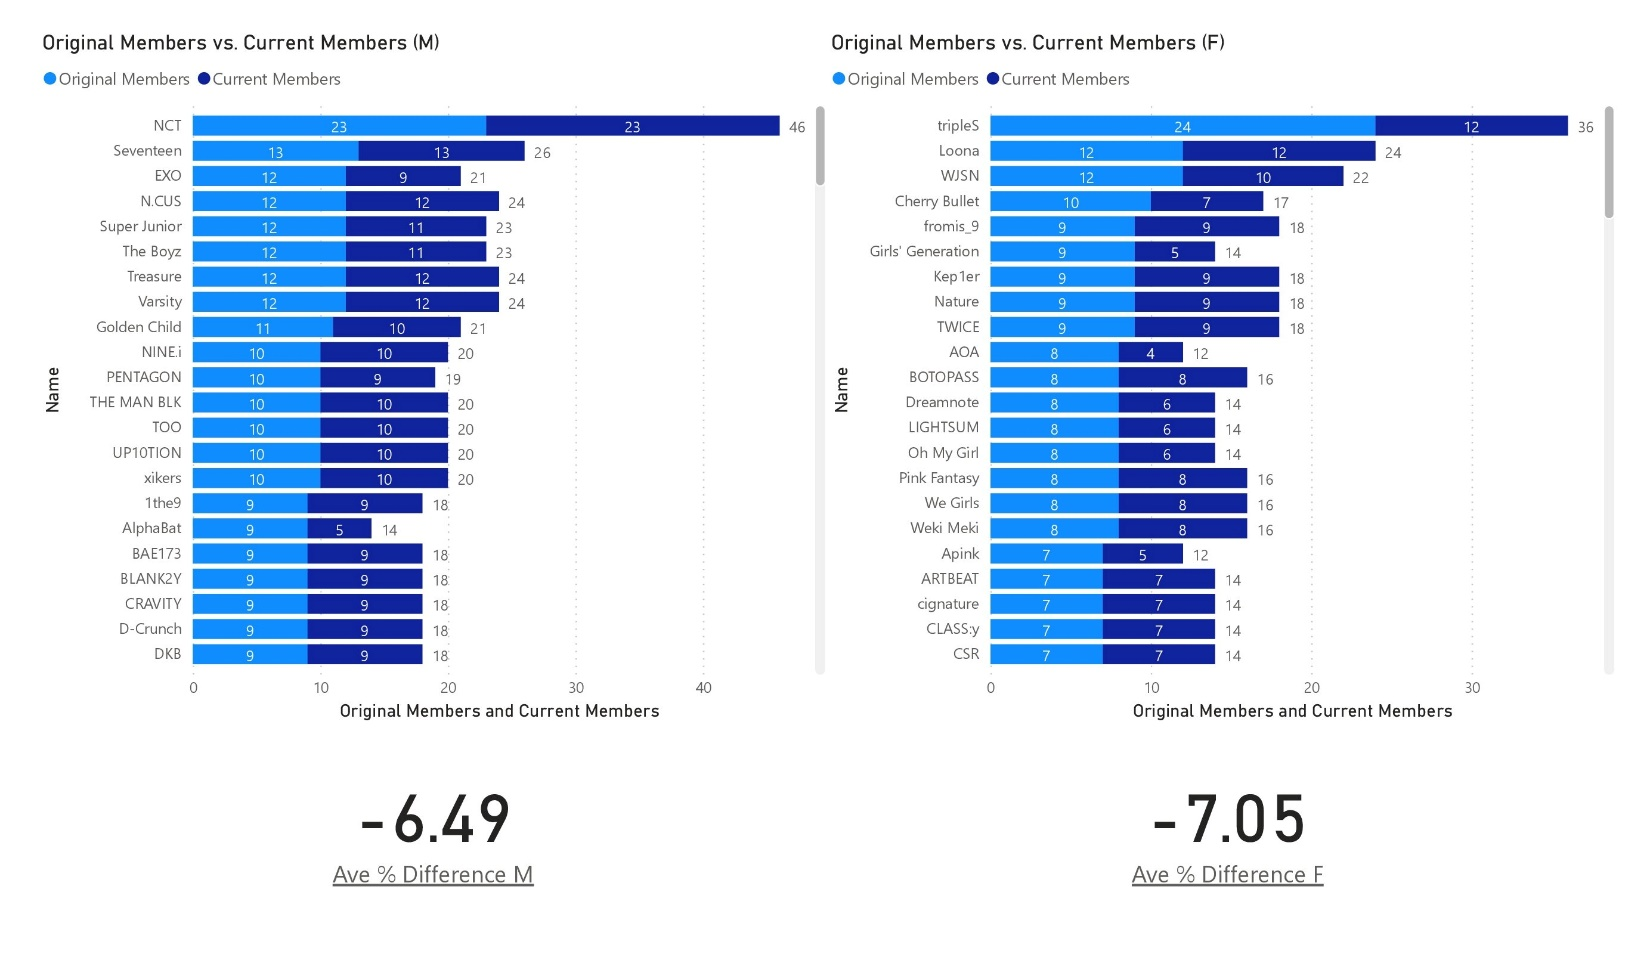 Original Members vs. Current Members (M)
Original Members Current Members
Name
NCT 23 23 46
Seventeen 13 13 26
EXO 12 9 21
N.CUS 12 12 24
Super Junior 12 11 23
The Boyz 12 11 23
Treasure 12 12 24
Varsity 12 12 24
Golden Child 11 10 21
NINE.i 10 10 20
PENTAGON 10 9 19
THE MAN BLK 10 10 20
TOO 10 10 20
UP10TION 10 10 20
xikers 10 10 20
1the9 9 9 18
AlphaBat 9 5 14
BAE173 9 9 18
BLANK2Y 9 9 18
CRAVITY 9 9 18
D-Crunch 9 9 18
DKB 9 9 18
0 10 20 30 40
Original Members and Current Members
-6.49
Ave % Difference M
Original Members vs. Current Members (F)
Original Members Current Members
Name
tripleS 24 12 36
Loona 12 12 24
WJSN 12 10 22
Cherry Bullet 10 7 17
fromis_9 9 9 18
Girls' Generation 9 5 14
Kep1er 9 9 18
Nature 9 9 18
TWICE 9 9 18
AOA 8 4 12
BOTOPASS 8 8 16
Dreamnote 8 6 14
LIGHTSUM 8 6 14
Oh My Girl 8 6 14
Pink Fantasy 8 8 16
We Girls 8 8 16
Weki Meki 8 8 16
Apink 7 5 12
ARTBEAT 7 7 14
cignature 7 7 14
CLASS:y 7 7 14
CSR 7 7 14
0 10 20 30
Original Members and Current Members
-7.05
Ave % Difference F